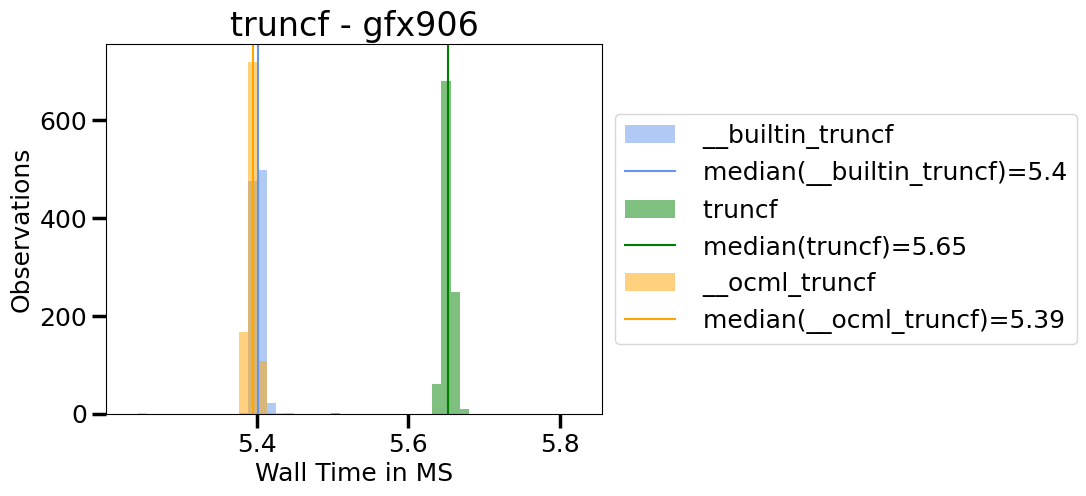 truncf - gfx906
Observations
600
400
200
0
5.4
5.6
5.8
Wall Time in MS
__builtin_truncf
median(__builtin_truncf)=5.4
truncf
median(truncf)=5.65
__ocml_truncf
median(__ocml_truncf)=5.39